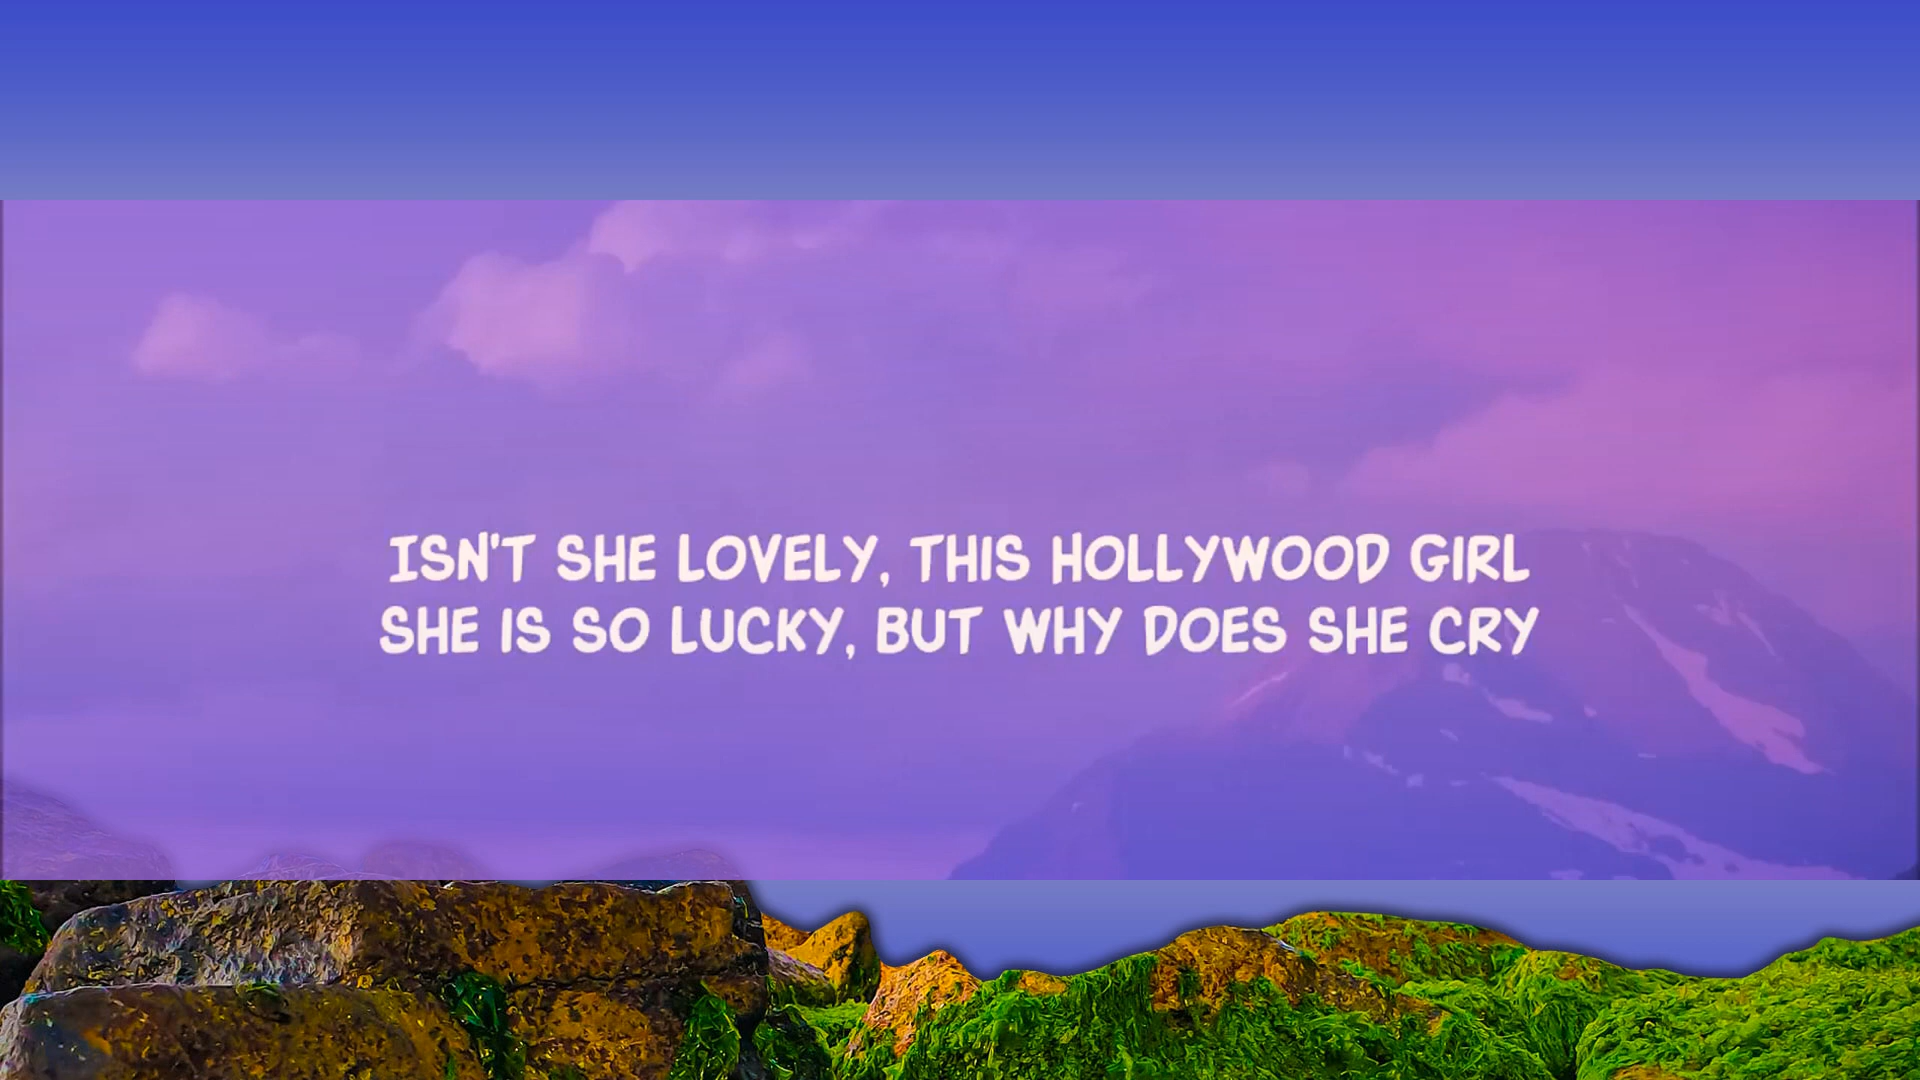 ISN'T SHE LOVELY, THIS HOLLYWOOD GIRL
SHE IS SO LUCKY, BUT WHY DOES SHE CRY